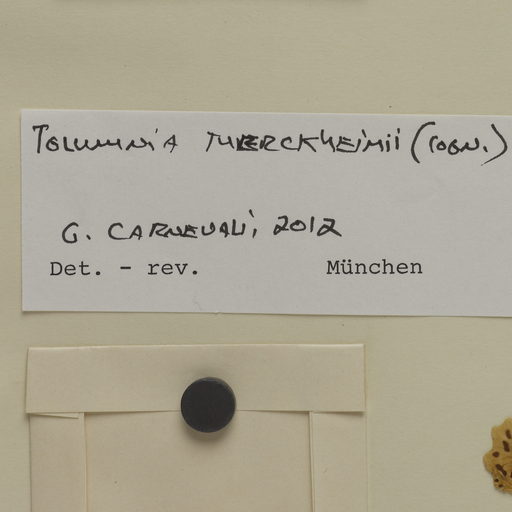 Tolumnia tuerckheimii (Cogn.)
G. Carnevali, 2012
Det. - rev. München